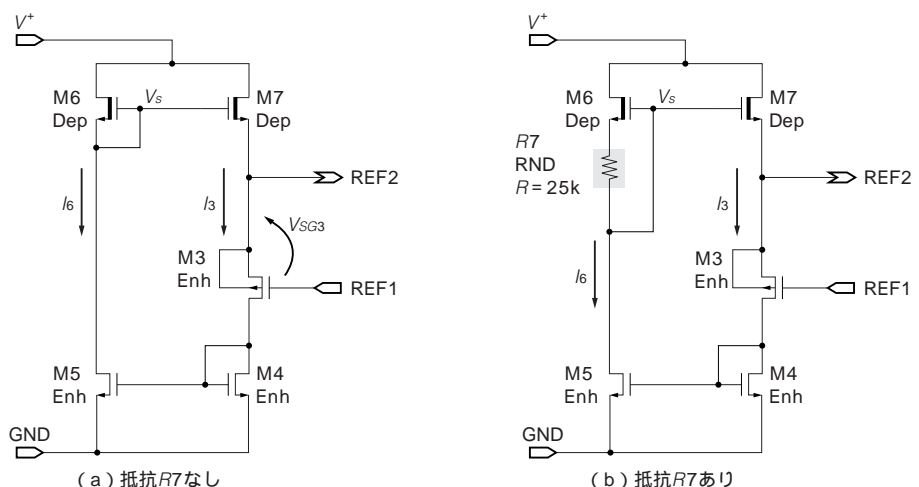 V⁺
M6
Dep
Vs
M7
Dep
REF2
I6
I3
VSG3
M3
Enh
REF1
M5
Enh
M4
Enh
GND
(a) 抵抗R7なし
V⁺
M6
Dep
Vs
M7
Dep
R7
RND
R=25k
REF2
I3
M3
Enh
I6
REF1
M5
Enh
M4
Enh
GND
(b) 抵抗R7あり